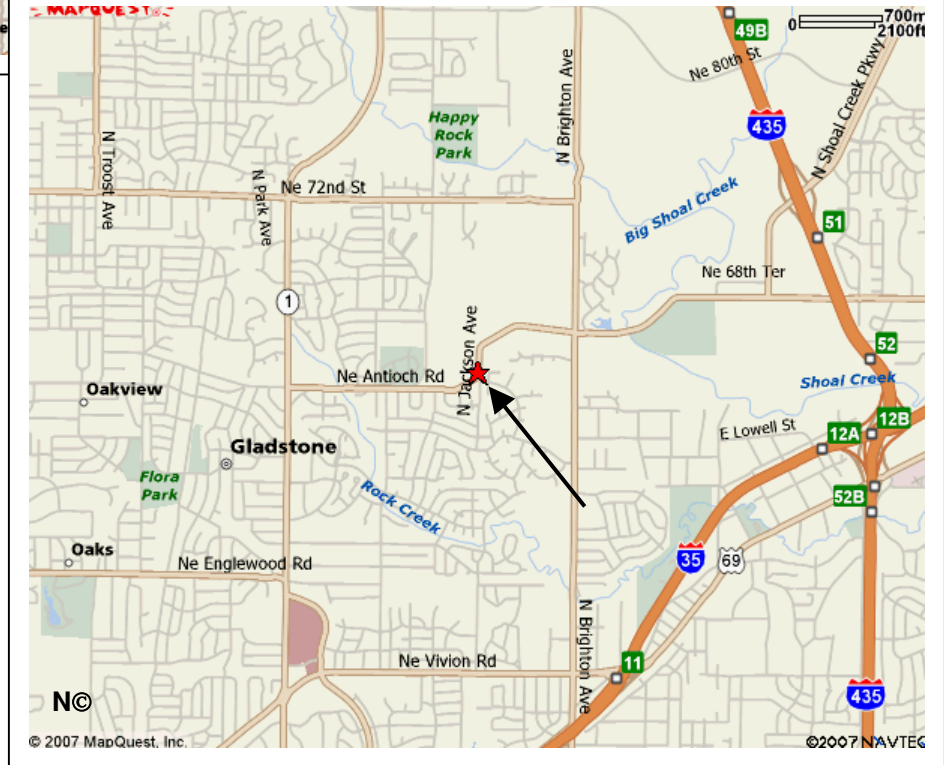 MAPQUEST
e
0
700m
2100ft
49B
Ne 80th St
N Shoal Creek Pkwy
435
N Brighton Ave
Happy
Rock
Park
N Troost Ave
N Park Ave
Ne 72nd St
Big Shoal Creek
51
Ne 68th Ter
1
N Jackson Ave
52
Ne Antioch Rd
Shoal Creek
Oakview
12B
E Lowell St
12A
Gladstone
Flora
Park
52B
Rock Creek
Oaks
35
69
Ne Englewood Rd
N Brighton Ave
Ne Vivion Rd
11
435
N©
© 2007 MapQuest, Inc.
©2007 NAVTEQ